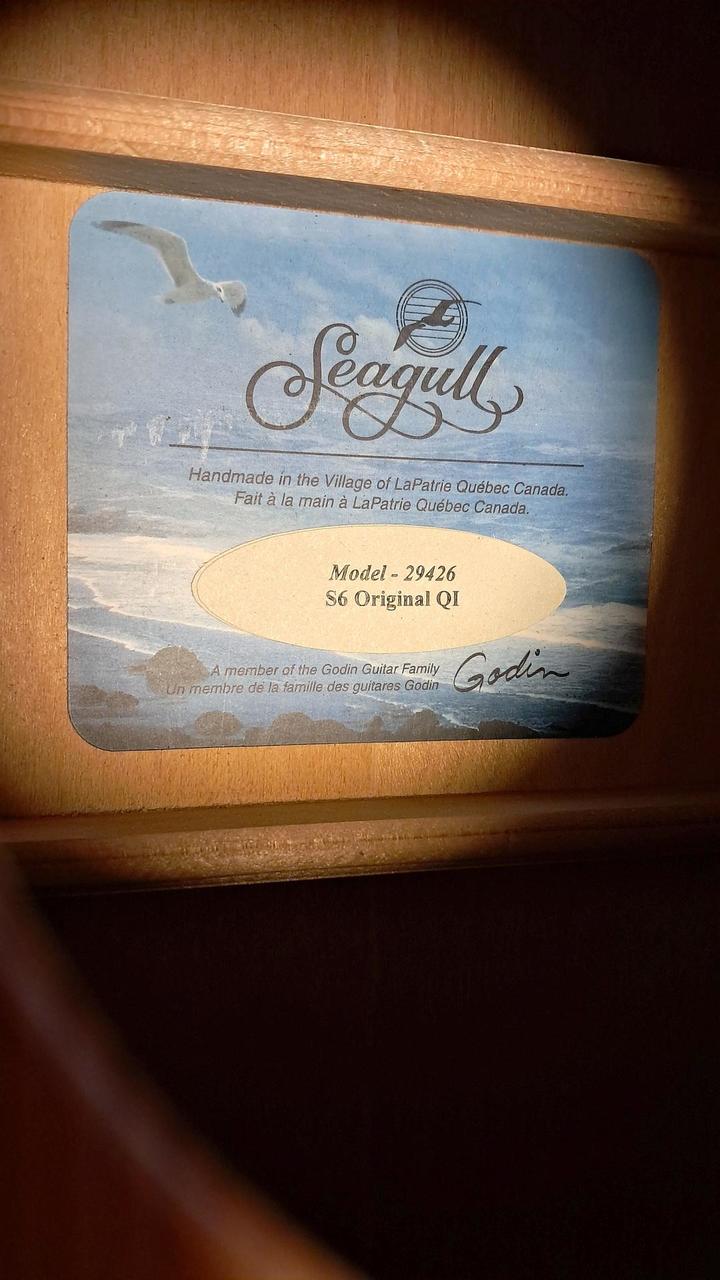 Seagull
Handmade in the Village of LaPatrie Québec Canada.
Fait à la main à LaPatrie Québec Canada.
Model - 29426
S6 Original QI
A member of the Godin Guitar Family
Un membre de la famille des guitares Godin
Godin